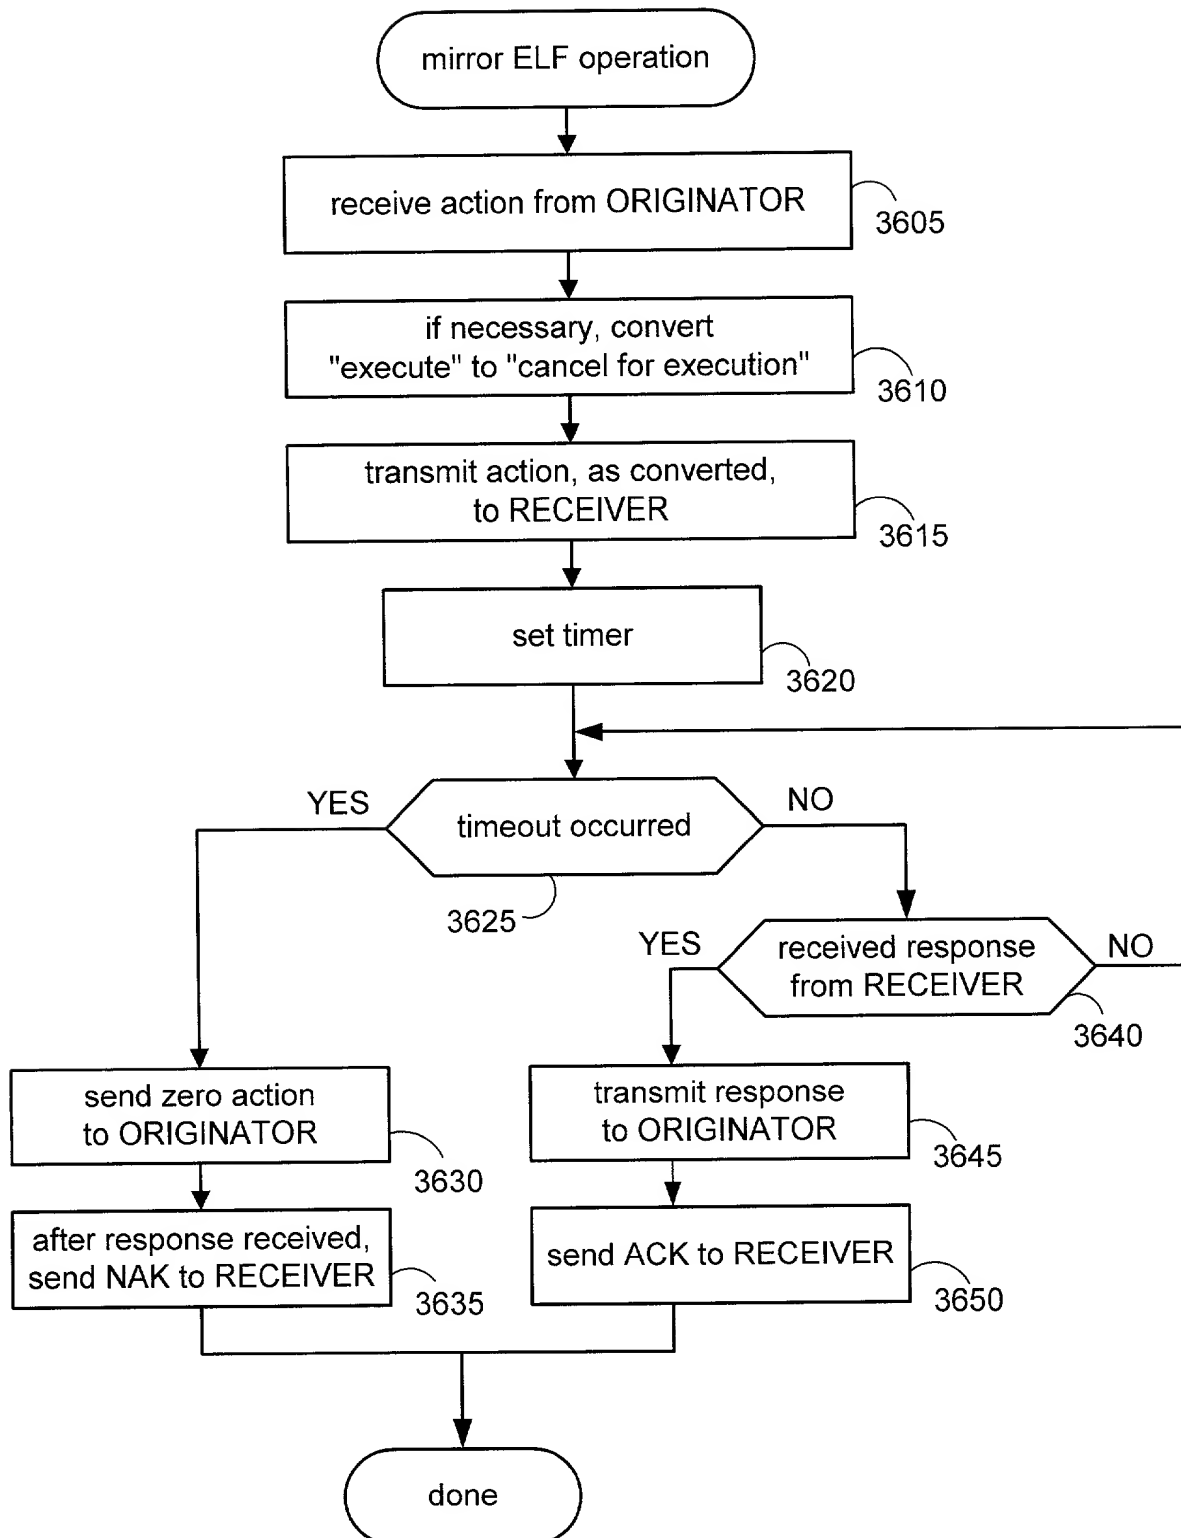 mirror ELF operation
receive action from ORIGINATOR
3605
if necessary, convert
"execute" to "cancel for execution"
3610
transmit action, as converted,
to RECEIVER
3615
set timer
3620
YES
timeout occurred
NO
3625
YES
received response
from RECEIVER
NO
3640
send zero action
to ORIGINATOR
3630
transmit response
to ORIGINATOR
3645
after response received,
send NAK to RECEIVER
3635
send ACK to RECEIVER
3650
done